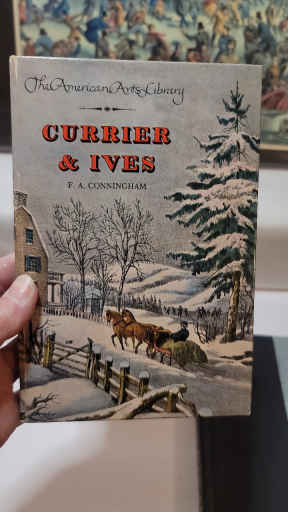 The American Arts Library
CURRIER
& IVES
F. A. CONNINGHAM